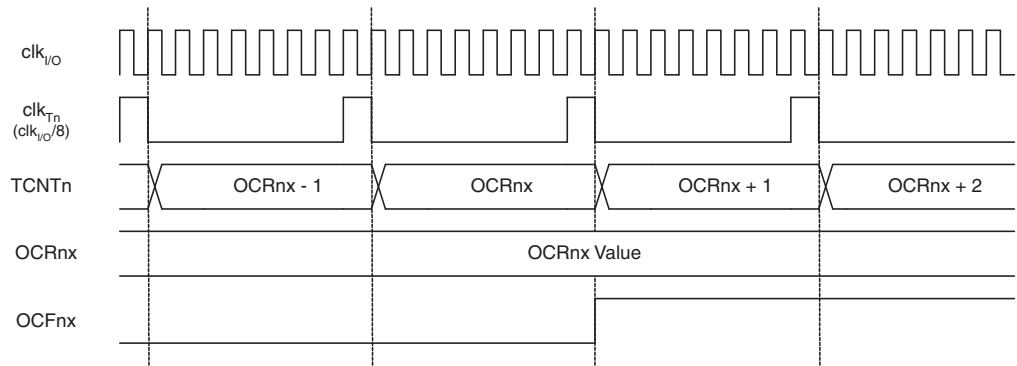 clkI/O
clkTn
(clkI/O/8)
TCNTn
OCRnx - 1
OCRnx
OCRnx + 1
OCRnx + 2
OCRnx
OCRnx Value
OCFnx